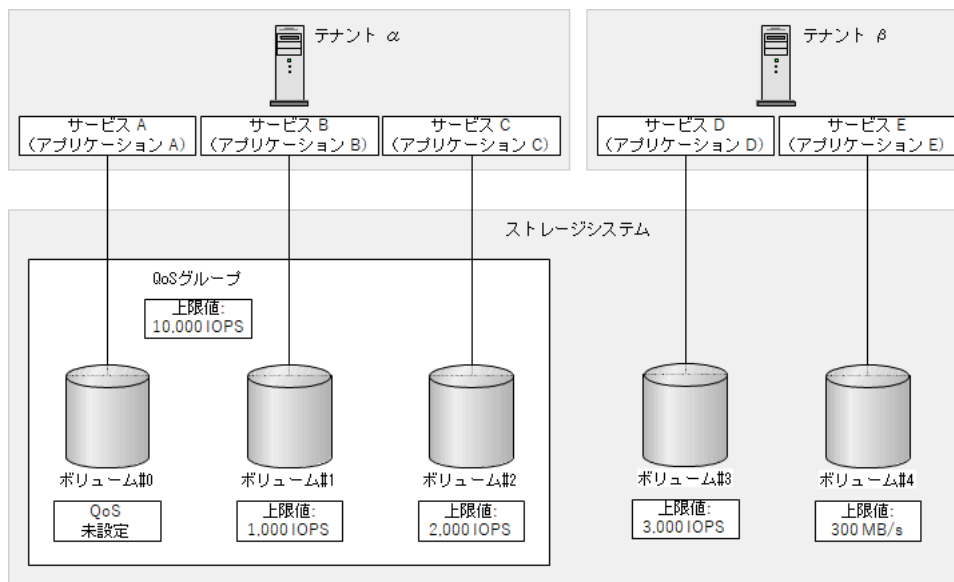 テナント α
テナント β
サービス A
(アプリケーション A)
サービス B
(アプリケーション B)
サービス C
(アプリケーション C)
サービス D
(アプリケーション D)
サービス E
(アプリケーション E)
ストレージシステム
QoSグループ
上限値:
10,000 IOPS
ボリューム#0
ボリューム#1
ボリューム#2
ボリューム#3
ボリューム#4
QoS
未設定
上限値:
1,000 IOPS
上限値:
2,000 IOPS
上限値:
3,000 IOPS
上限値:
300 MB/s